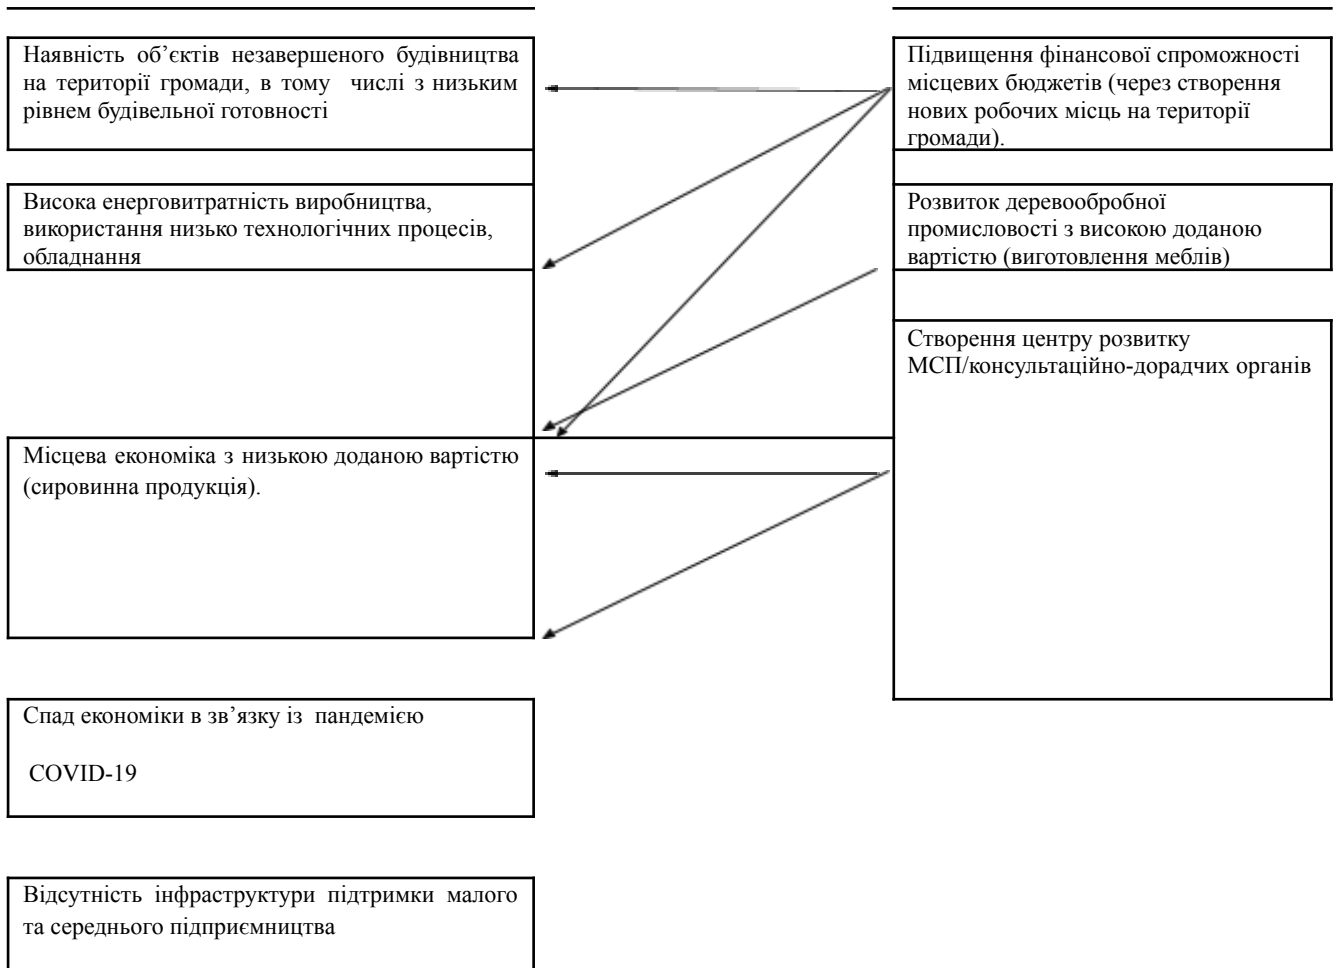 Наявність об’єктів незавершеного будівництва
на території громади, в тому числі з низьким
рівнем будівельної готовності
Підвищення фінансової спроможності
місцевих бюджетів (через створення
нових робочих місць на території
громади).
Висока енерговитратність виробництва,
використання низько технологічних процесів,
обладнання
Розвиток деревообробної
промисловості з високою доданою
вартістю (виготовлення меблів)
Створення центру розвитку
МСП/консультаційно-дорадчих органів
Місцева економіка з низькою доданою вартістю
(сировинна продукція).
Спад економіки в зв’язку із пандемією
COVID-19
Відсутність інфраструктури підтримки малого
та середнього підприємництва